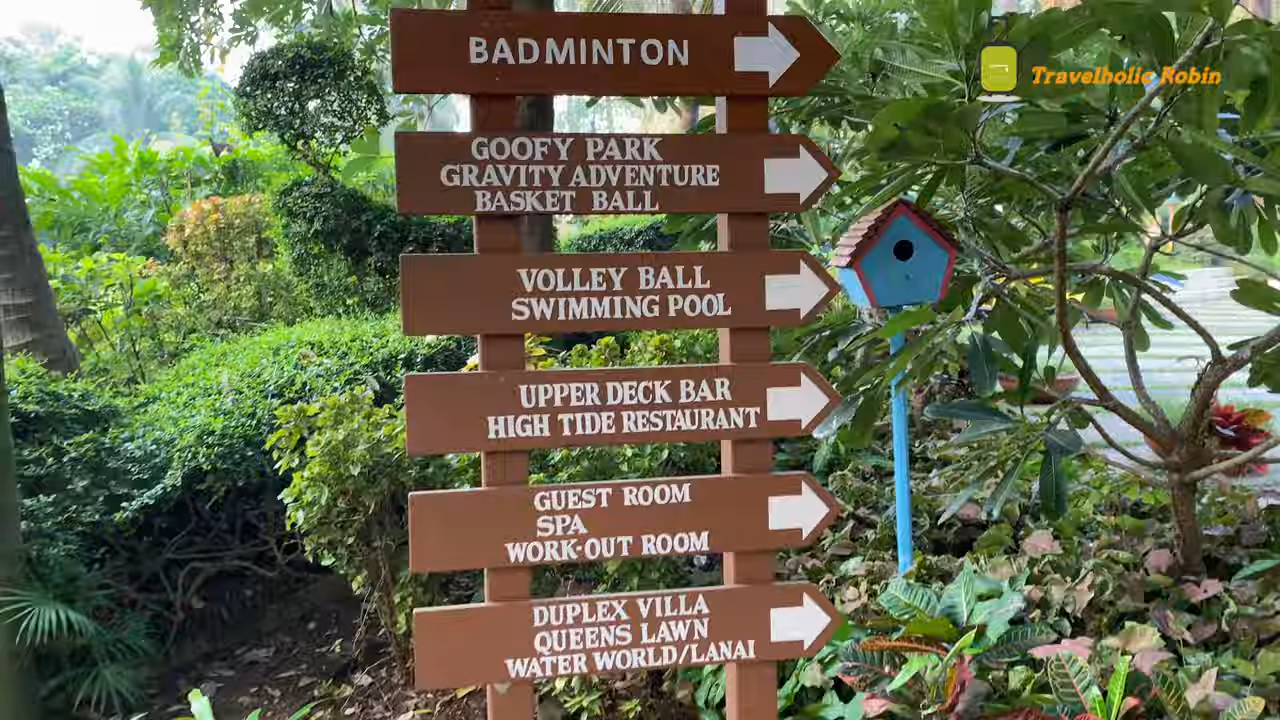 BADMINTON
Travelholic Robin
GOOFY PARK
GRAVITY ADVENTURE
BASKET BALL
VOLLEY BALL
SWIMMING POOL
UPPER DECK BAR
HIGH TIDE RESTAURANT
GUEST ROOM
SPA
WORK-OUT ROOM
DUPLEX VILLA
QUEENS LAWN
WATER WORLD/LANAI